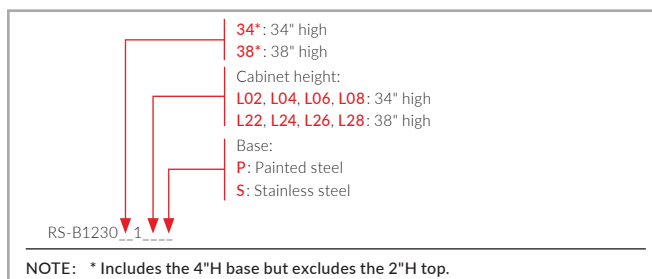 34*: 34" high
38*: 38" high
Cabinet height:
L02, L04, L06, L08: 34" high
L22, L24, L26, L28: 38" high
Base:
P: Painted steel
S: Stainless steel
RS-B1230__1____
NOTE: * Includes the 4"H base but excludes the 2"H top.